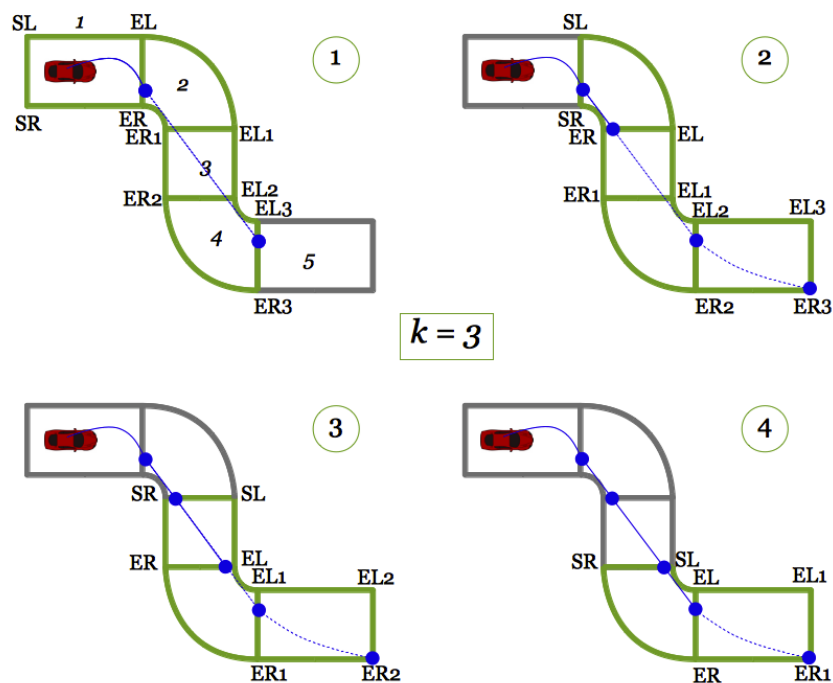 SL 1 EL
1
2
SR ER
ER1 EL1
3
ER2 EL2
EL3
4
5
ER3
SL
2
SR
ER EL
ER1 EL1
EL2 EL3
ER2 ER3
k = 3
3
SR SL
ER EL
EL1 EL2
ER1 ER2
4
SR SL
EL EL1
ER ER1